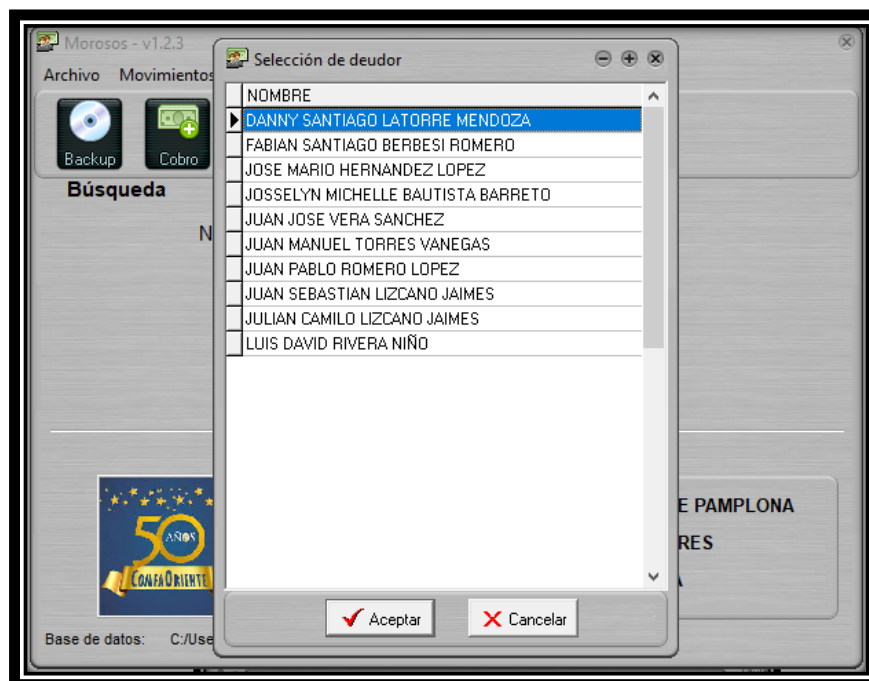 Morosos - v1.2.3
Archivo Movimientos
Backup
Cobro
Búsqueda
N
Selección de deudor
NOMBRE
DANNY SANTIAGO LATORRE MENDOZA
FABIAN SANTIAGO BERBESI ROMERO
JOSE MARIO HERNANDEZ LOPEZ
JOSSELYN MICHELLE BAUTISTA BARRETO
JUAN JOSE VERA SANCHEZ
JUAN MANUEL TORRES VANEGAS
JUAN PABLO ROMERO LOPEZ
JUAN SEBASTIAN LIZCANO JAIMES
JULIAN CAMILO LIZCANO JAIMES
LUIS DAVID RIVERA NIÑO
Aceptar
Cancelar
50
AÑOS
COMFAORIENTE
E PAMPLONA
RES
Base de datos: C:/Use